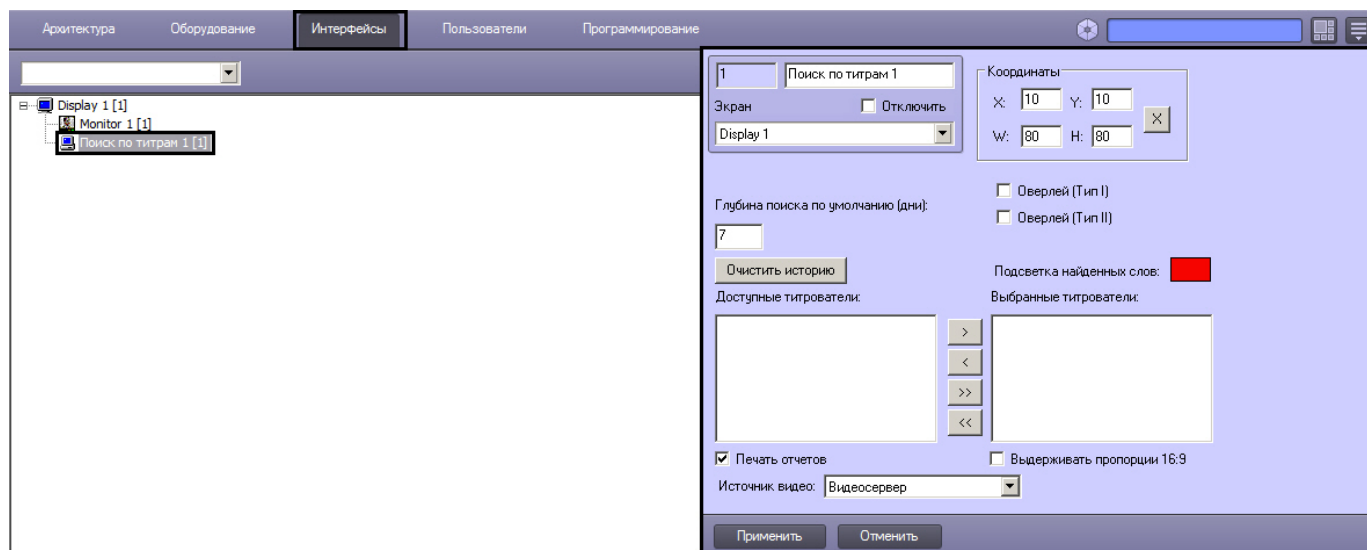 Архитектура Оборудование Интерфейсы Пользователи Программирование
Display 1 [1]
Monitor 1 [1]
Поиск по титрам 1 [1]
1 Поиск по титрам 1
Экран Отключить
Display 1
Координаты
X: 10 Y: 10
X
W: 80 H: 80
Оверлей (Тип I)
Глубина поиска по умолчанию (дни):
Оверлей (Тип II)
7
Очистить историю Подсветка найденных слов:
Доступные титрователи: Выбранные титрователи:
>
<
>>
<<
Печать отчетов Выдерживать пропорции 16:9
Источник видео: Видеосервер
Применить Отменить